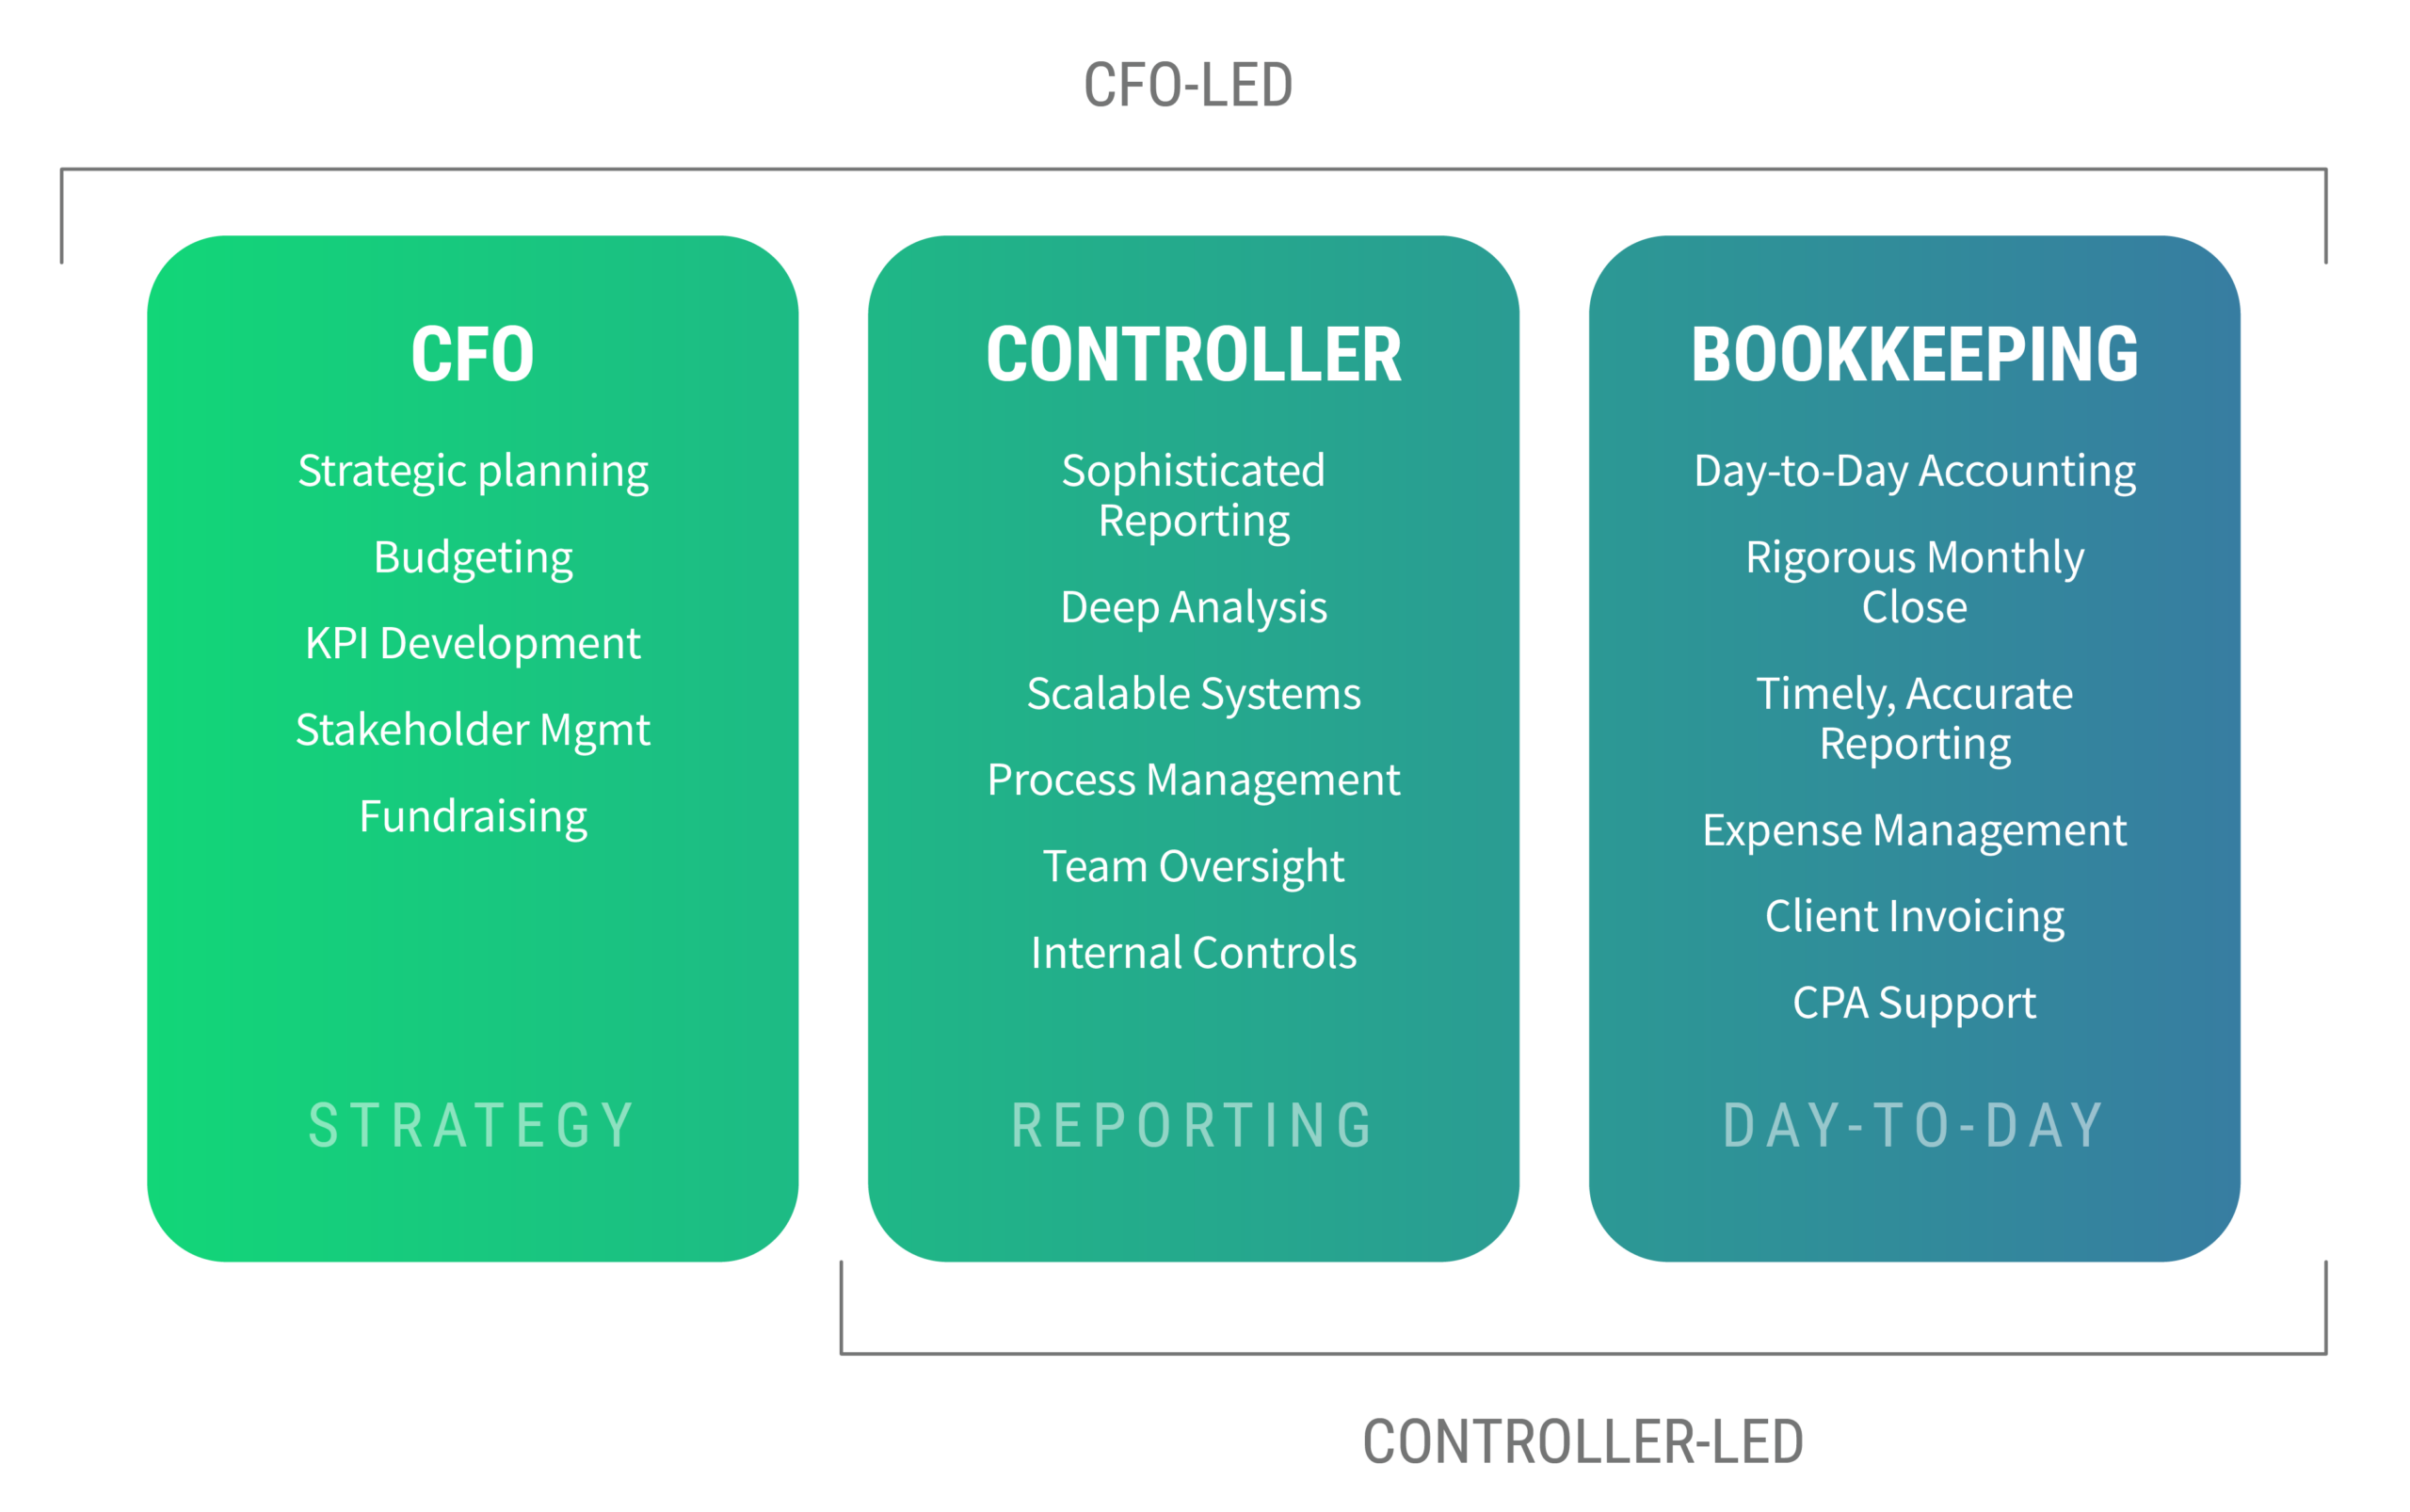 CFO-LED
CFO
Strategic planning
Budgeting
KPI Development
Stakeholder Mgmt
Fundraising
STRATEGY
CONTROLLER
Sophisticated
Reporting
Deep Analysis
Scalable Systems
Process Management
Team Oversight
Internal Controls
REPORTING
BOOKKEEPING
Day-to-Day Accounting
Rigorous Monthly
Close
Timely, Accurate
Reporting
Expense Management
Client Invoicing
CPA Support
DAY-TO-DAY
CONTROLLER-LED